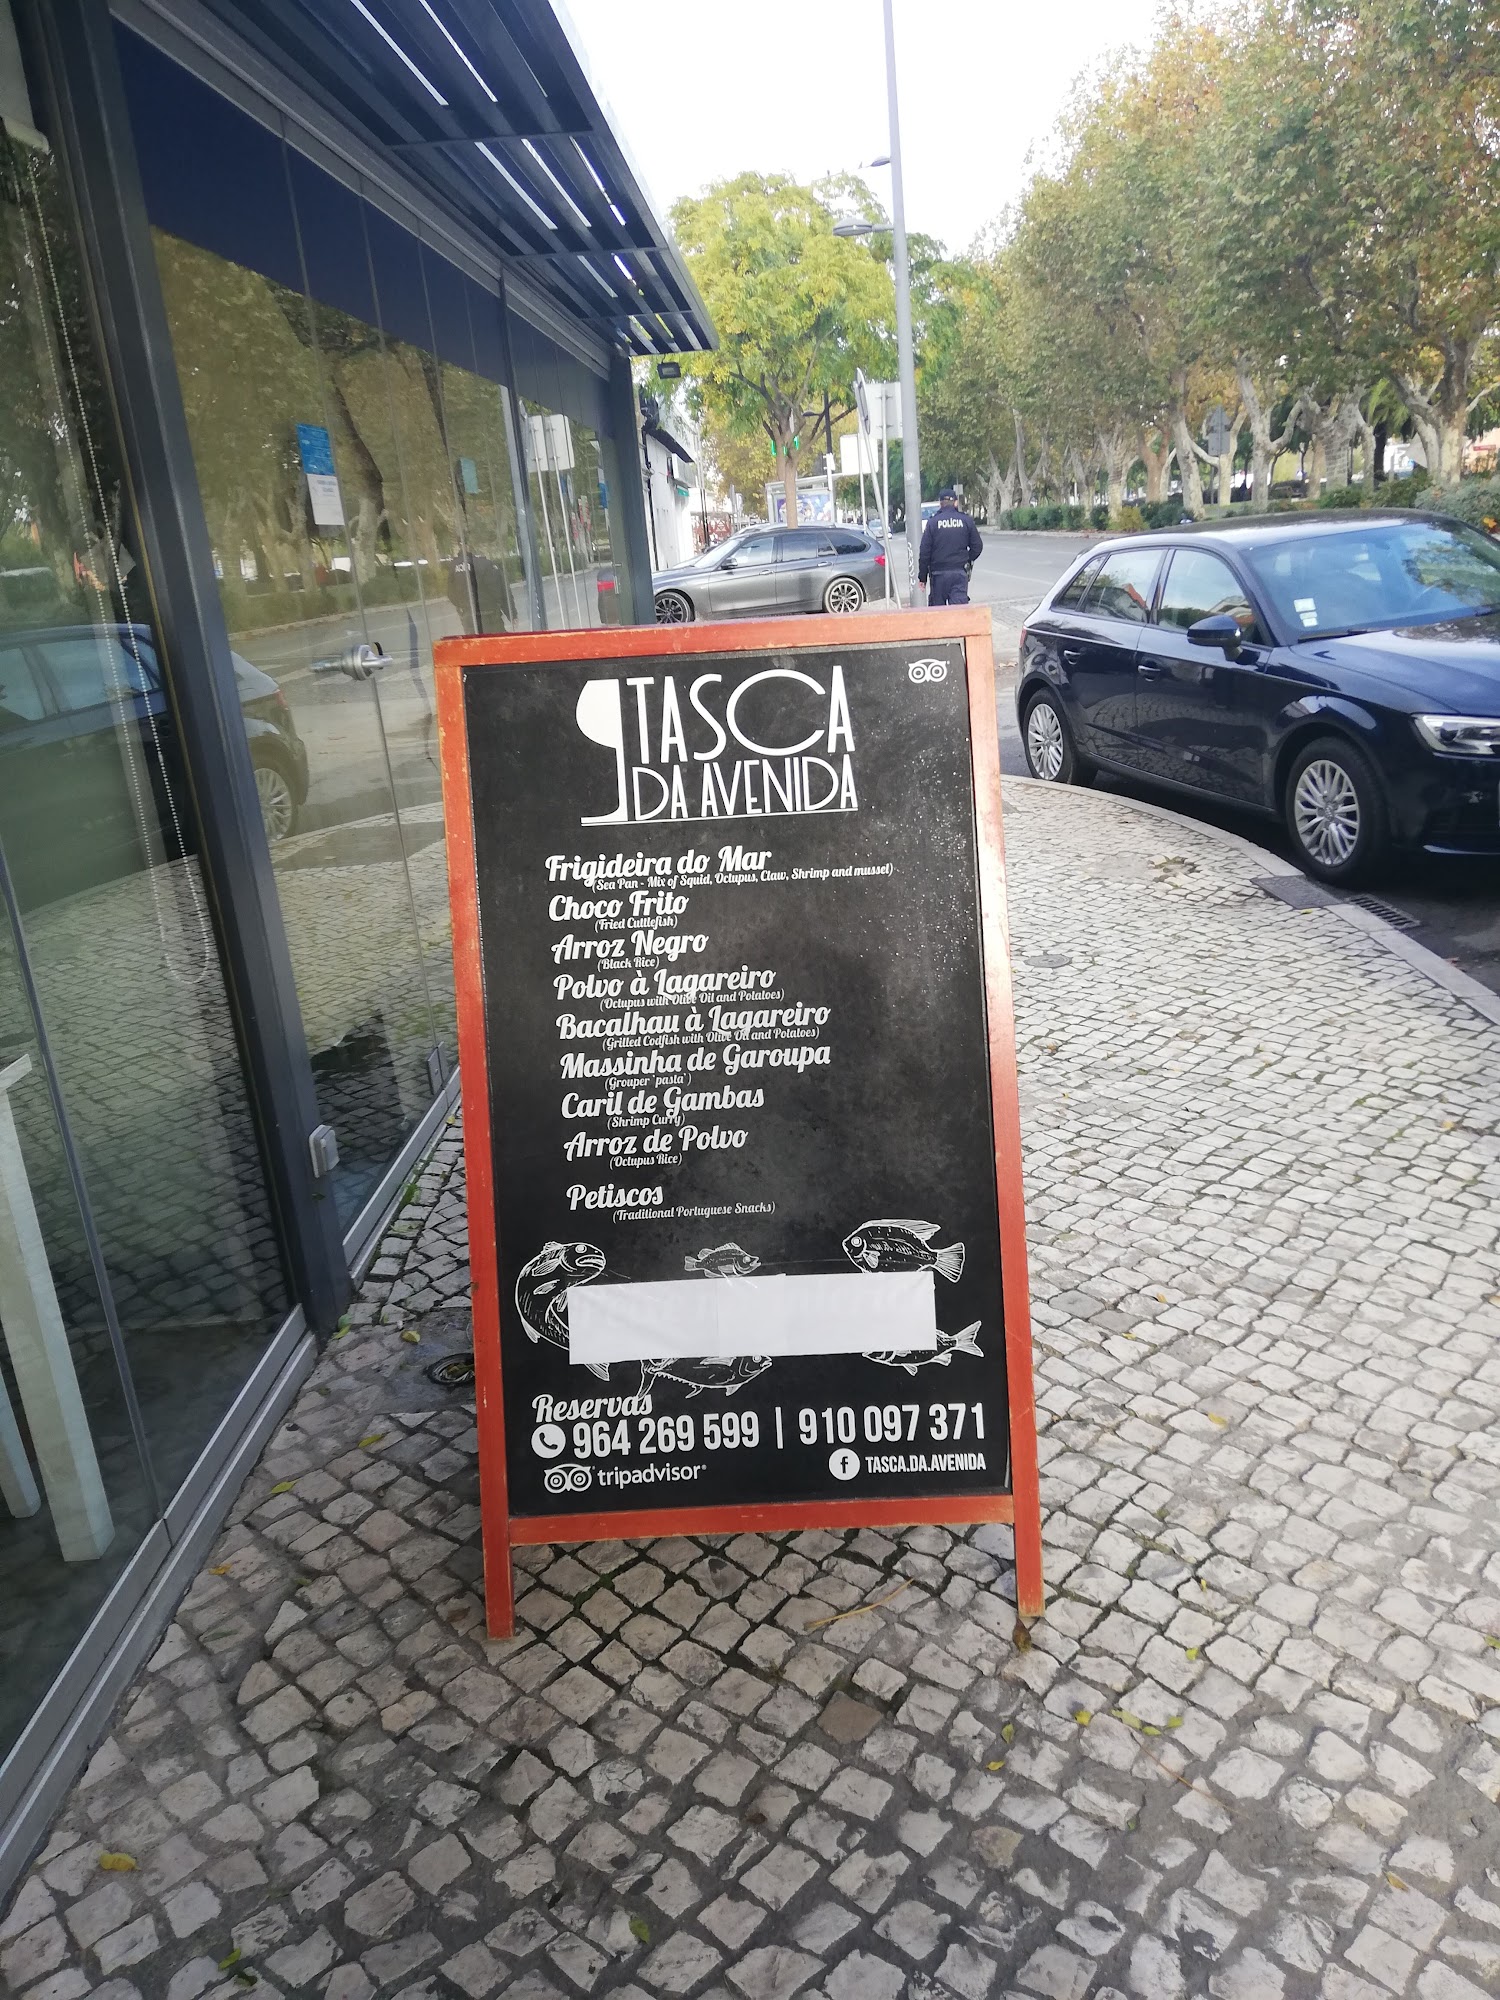 POLÍCIA
TASCA
DA AVENIDA
Frigideira do Mar
(Sea Pan - Mix of Squid, Octupus, Claw, Shrimp and mussel)
Choco Frito
(Fried Cuttlefish)
Arroz Negro
(Black Rice)
Polvo à Lagareiro
(Octupus with Olive Oil and Potatoes)
Bacalhau à Lagareiro
(Grilled Codfish with Olive Oil and Potatoes)
Massinha de Garoupa
(Grouper `pasta`)
Caril de Gambas
(Shrimp Curry)
Arroz de Polvo
(Octupus Rice)
Petiscos
(Traditional Portuguese Snacks)
Reservas
964 269 599 | 910 097 371
tripadvisor®
f TASCA.DA.AVENIDA